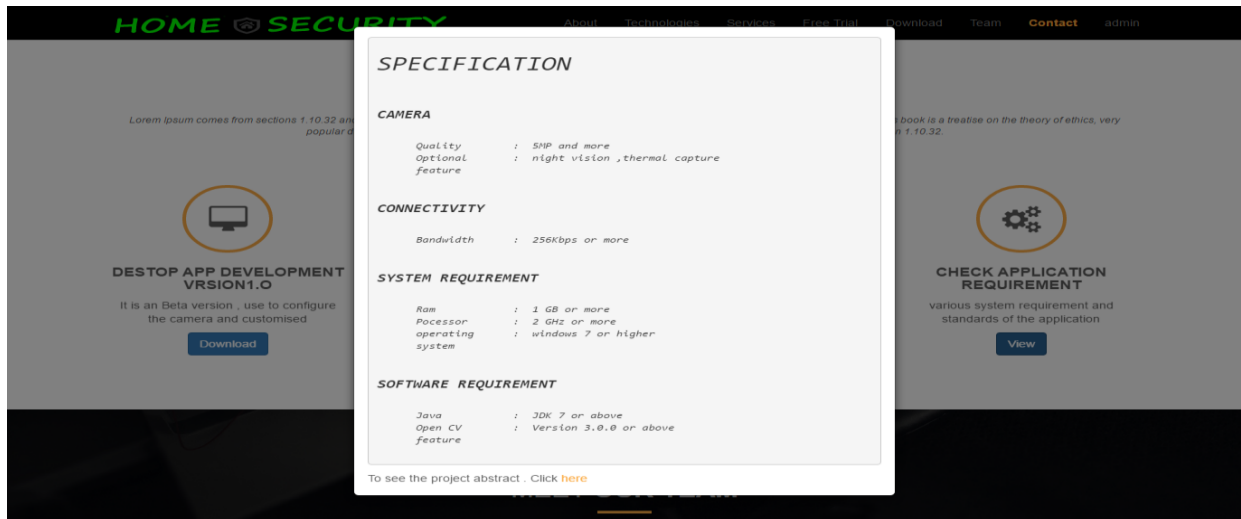 HOME SECURITY
About Technologies Services Free Trial Download Team Contact admin
SPECIFICATION
CAMERA
Quality : 5MP and more
Optional : night vision ,thermal capture
feature
CONNECTIVITY
Bandwidth : 256Kbps or more
SYSTEM REQUIREMENT
Ram : 1 GB or more
Pocessor : 2 GHz or more
operating : windows 7 or higher
system
SOFTWARE REQUIREMENT
Java : JDK 7 or above
Open CV : Version 3.0.0 or above
feature
To see the project abstract . Click here
Lorem Ipsum comes from sections 1.10.32 and
popular
book is a treatise on the theory of ethics, very
1.10.32.
DESTOP APP DEVELOPMENT
VRSION1.O
It is an Beta version , use to configure
the camera and customised
Download
CHECK APPLICATION
REQUIREMENT
various system requirement and
standards of the application
View